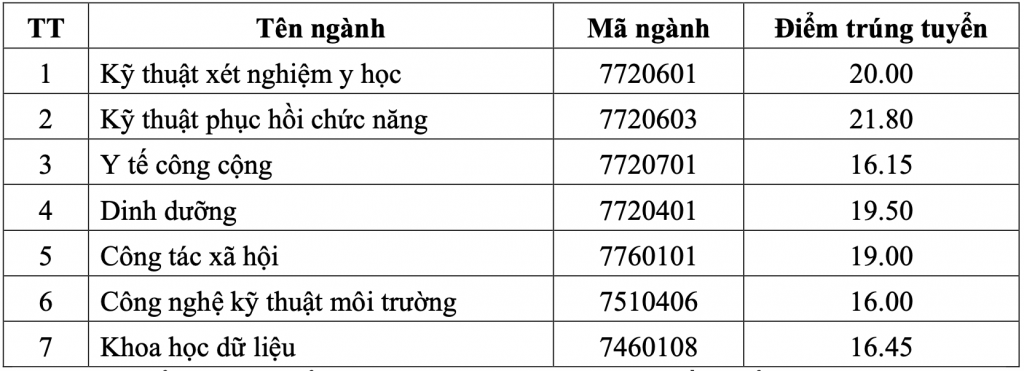 TT Tên ngành Mã ngành Điểm trúng tuyển
1 Kỹ thuật xét nghiệm y học 7720601 20.00
2 Kỹ thuật phục hồi chức năng 7720603 21.80
3 Y tế công cộng 7720701 16.15
4 Dinh dưỡng 7720401 19.50
5 Công tác xã hội 7760101 19.00
6 Công nghệ kỹ thuật môi trường 7510406 16.00
7 Khoa học dữ liệu 7460108 16.45